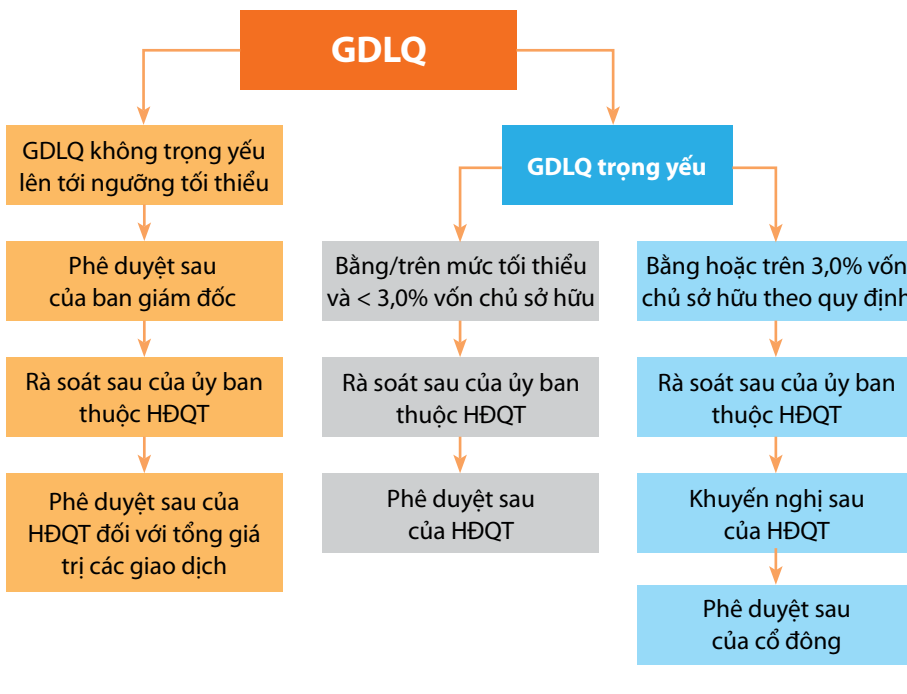 GDLQ
GDLQ không trọng yếu
lên tới ngưỡng tối thiểu
GDLQ trọng yếu
Phê duyệt sau
của ban giám đốc
Bằng/trên mức tối thiểu
và < 3,0% vốn chủ sở hữu
Bằng hoặc trên 3,0% vốn
chủ sở hữu theo quy định
Rà soát sau của ủy ban
thuộc HĐQT
Rà soát sau của ủy ban
thuộc HĐQT
Rà soát sau của ủy ban
thuộc HĐQT
Phê duyệt sau của
HĐQT đối với tổng giá
trị các giao dịch
Phê duyệt sau
của HĐQT
Khuyến nghị sau
của HĐQT
Phê duyệt sau
của cổ đông